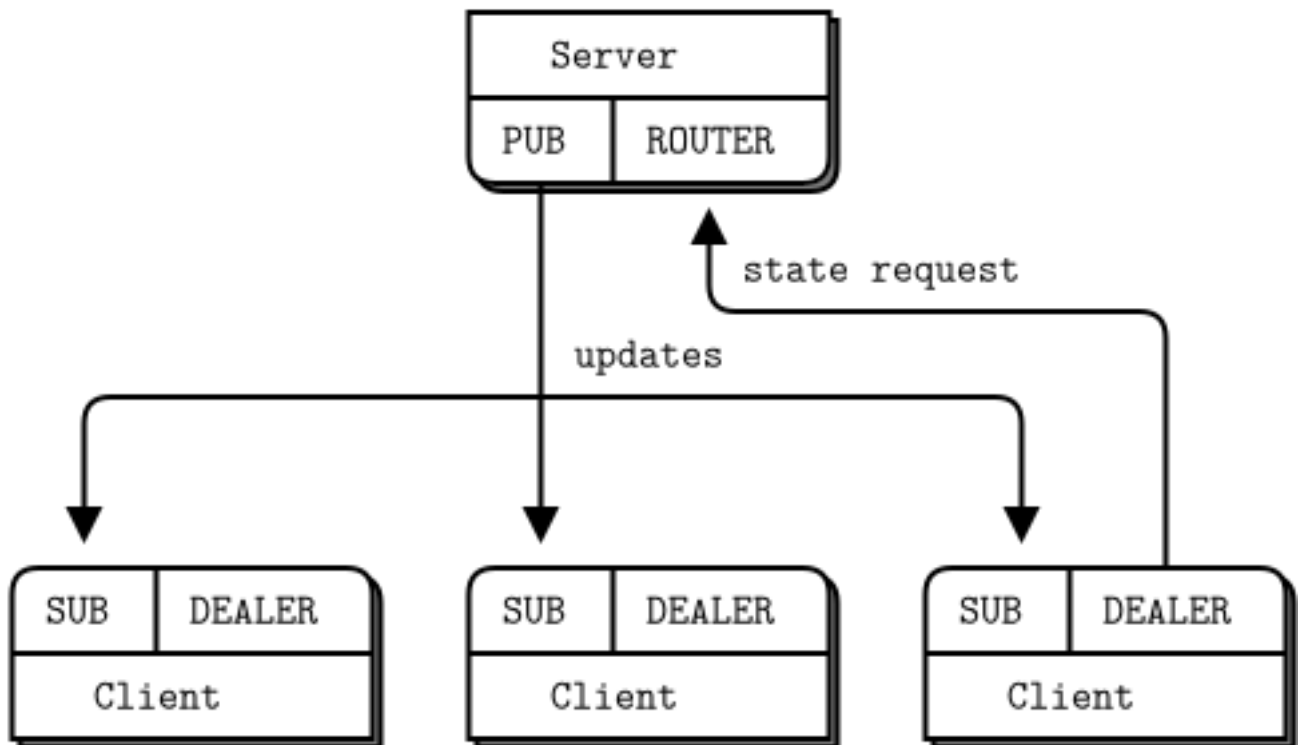 Server
PUB ROUTER
state request
updates
SUB DEALER SUB DEALER SUB DEALER
Client Client Client